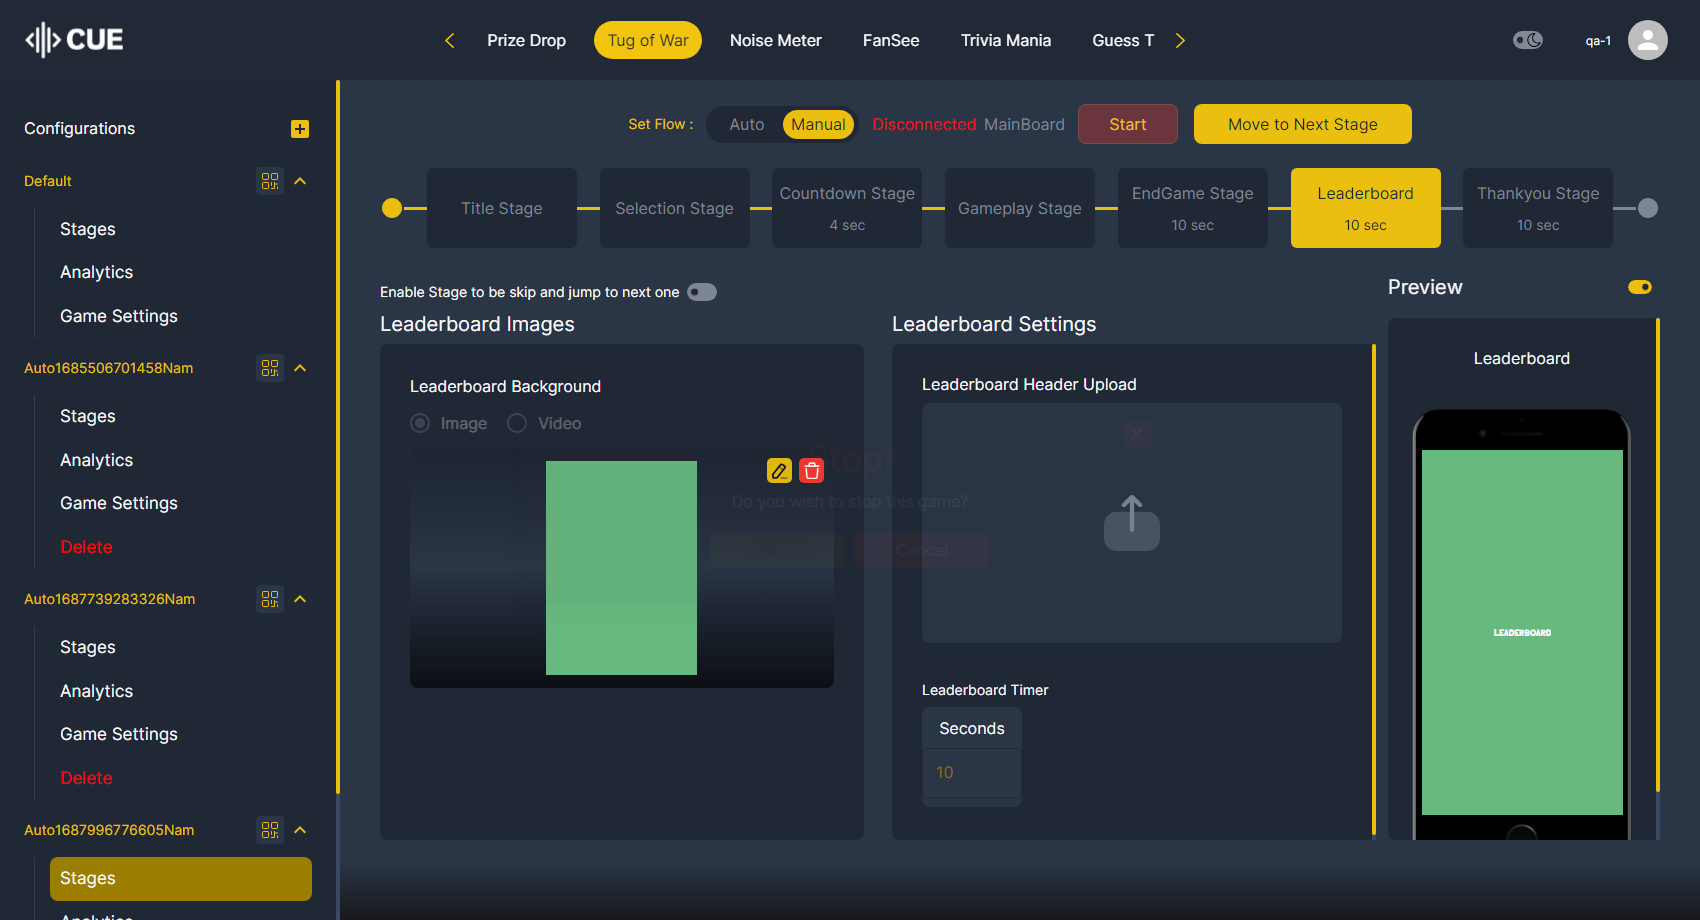 CUE
Prize Drop
Tug of War
Noise Meter
FanSee
Trivia Mania
Guess T
qa-1
Configurations
Default
Stages
Analytics
Game Settings
Auto1685506701458Nam
Stages
Analytics
Game Settings
Delete
Auto1687739283326Nam
Stages
Analytics
Game Settings
Delete
Auto1687996776605Nam
Stages
Analytics
Set Flow :
Auto
Manual
Disconnected MainBoard
Start
Move to Next Stage
Title Stage
Selection Stage
Countdown Stage
4 sec
Gameplay Stage
EndGame Stage
10 sec
Leaderboard
10 sec
Thankyou Stage
10 sec
Enable Stage to be skip and jump to next one
Leaderboard Images
Leaderboard Background
Image
Video
Stop!
Do you wish to stop this game?
Cancel
Leaderboard Settings
Leaderboard Header Upload
Leaderboard Timer
Seconds
10
Preview
Leaderboard
LEADERBOARD